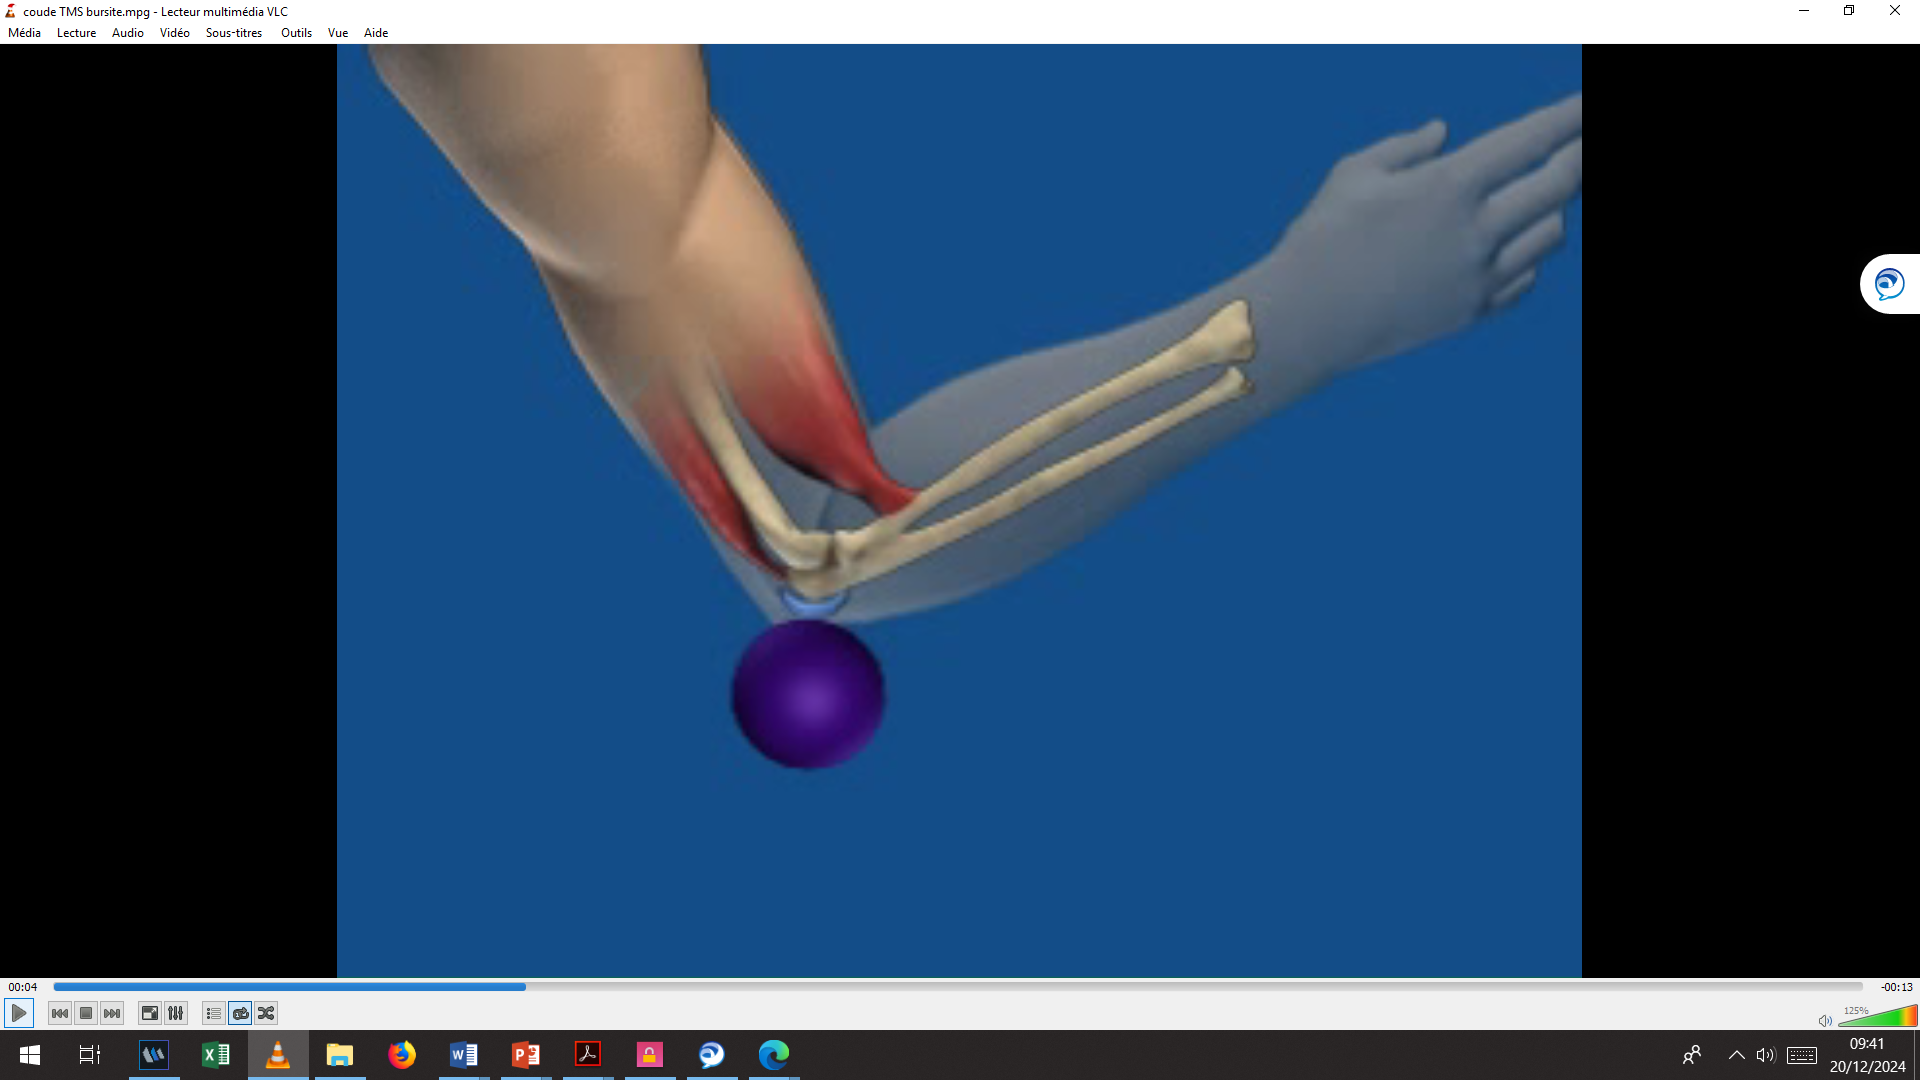 coude TMS bursite.mpg - Lecteur multimédia VLC
Média Lecture Audio Vidéo Sous-titres Outils Vue Aide
00:04
-00:13
125%
09:41
20/12/2024